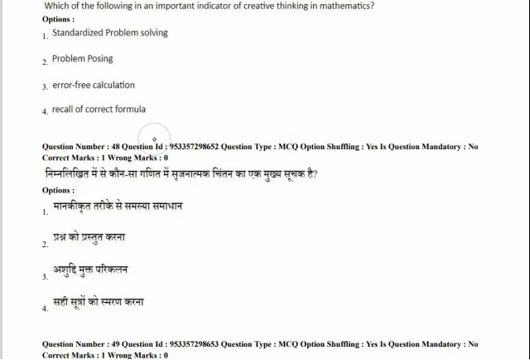 Which of the following in an important indicator of creative thinking in mathematics?
Options :
1. Standardized Problem solving
2. Problem Posing
3. error-free calculation
4. recall of correct formula
Question Number : 48 Question Id : 953357298652 Question Type : MCQ Option Shuffling : Yes Is Question Mandatory : No
Correct Marks : 1 Wrong Marks : 0
निम्नलिखित में से कौन-सा गणित में सृजनात्मक चिंतन का एक मुख्य सूचक है?
Options :
1. मानकीकृत तरीके से समस्या समाधान
2. प्रश्न को प्रस्तुत करना
3. अशुद्धि मुक्त परिकलन
4. सही सूत्रों को स्मरण करना
Question Number : 49 Question Id : 953357298653 Question Type : MCQ Option Shuffling : Yes Is Question Mandatory : No
Correct Marks : 1 Wrong Marks : 0